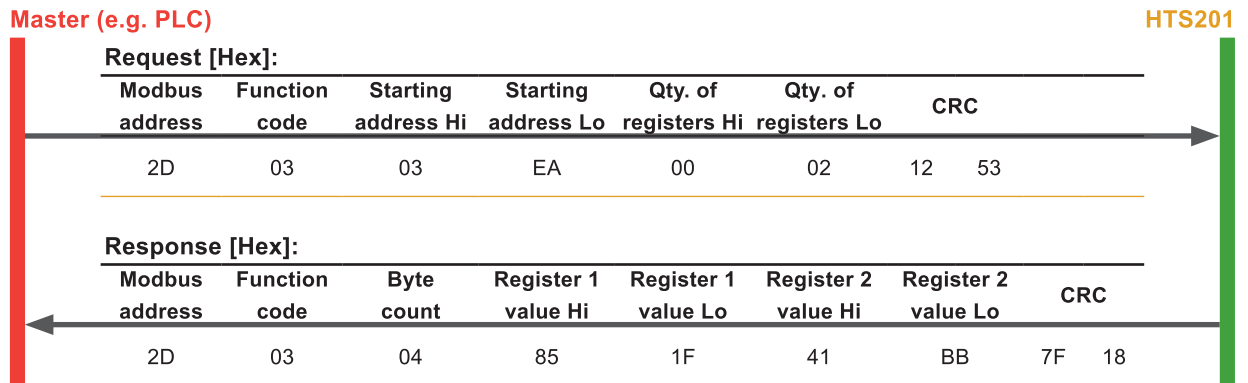 Master (e.g. PLC) HTS201
Request [Hex]:
Modbus Function Starting Starting Qty. of Qty. of CRC
address code address Hi address Lo registers Hi registers Lo
2D 03 03 EA 00 02 12 53
Response [Hex]:
Modbus Function Byte Register 1 Register 1 Register 2 Register 2 CRC
address code count value Hi value Lo value Hi value Lo
2D 03 04 85 1F 41 BB 7F 18